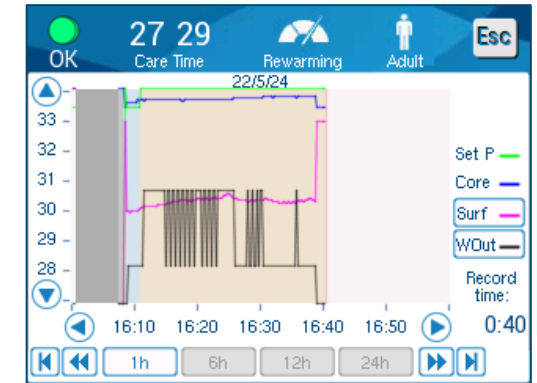 27 29
OK
Care Time
Rewarming
Adult
Esc
22/5/24
33
32
31
30
29
28
Set P
Core
Surf
WOut
Record
time:
0:40
16:10 16:20 16:30 16:40 16:50
1h 6h 12h 24h